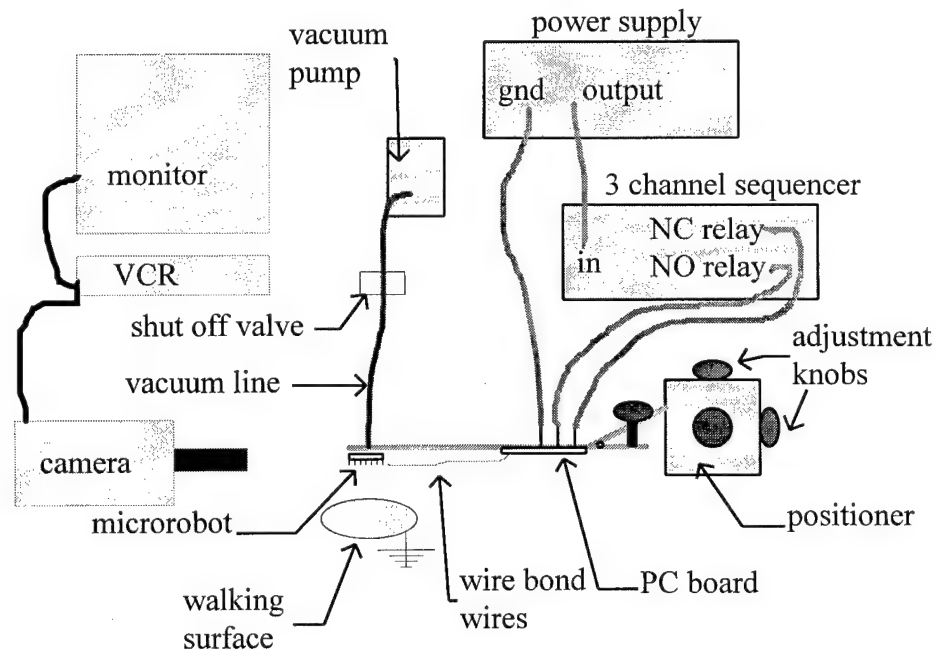 power supply
vacuum
pump
gnd output
monitor
3 channel sequencer
NC relay
in
NO relay
VCR
shut off valve
adjustment
knobs
vacuum line
camera
microrobot
positioner
wire bond
wires
PC board
walking
surface